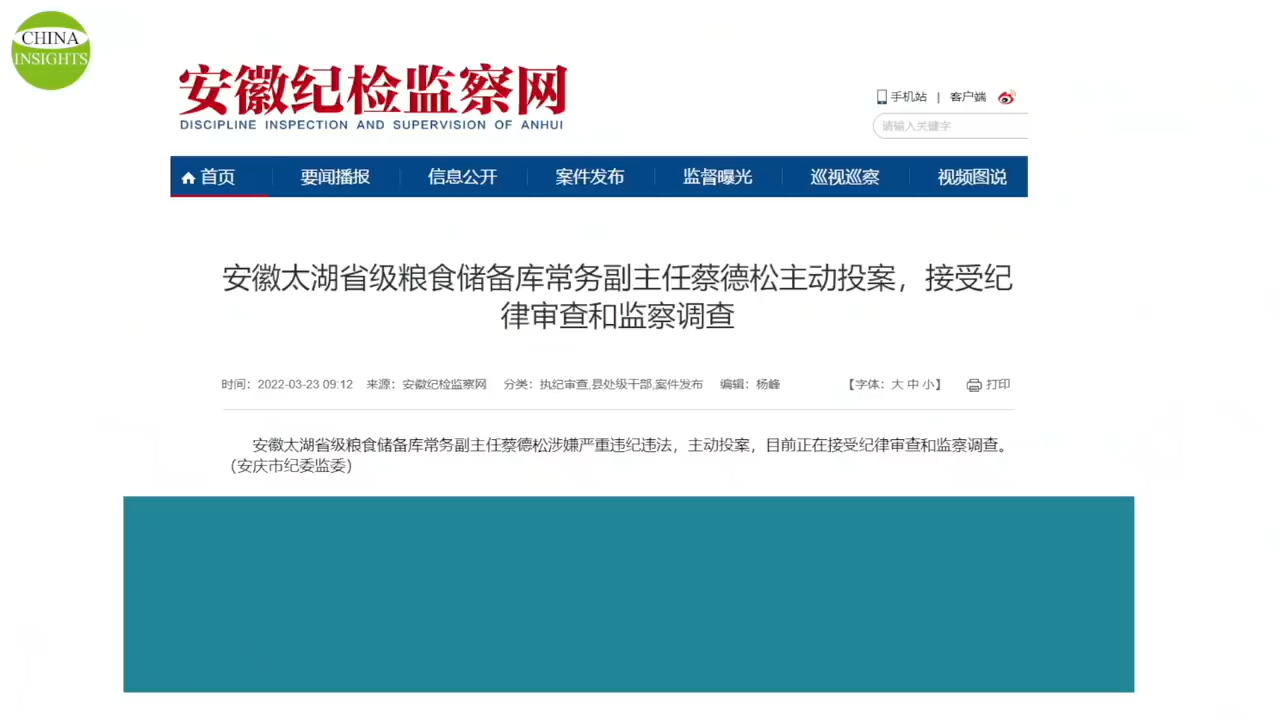 CHINA
INSIGHTS
安徽纪检监察网
DISCIPLINE INSPECTION AND SUPERVISION OF ANHUI
手机站 | 客户端
请输入关键字
首页 要闻播报 信息公开 案件发布 监督曝光 巡视巡察 视频图说
安徽太湖省级粮食储备库常务副主任蔡德松主动投案，接受纪
律审查和监察调查
时间：2022-03-23 09:12 来源：安徽纪检监察网 分类：执纪审查,县处级干部,案件发布 编辑：杨峰 【字体：大 中 小】 打印
安徽太湖省级粮食储备库常务副主任蔡德松涉嫌严重违纪违法，主动投案，目前正在接受纪律审查和监察调查。
（安庆市纪委监委）